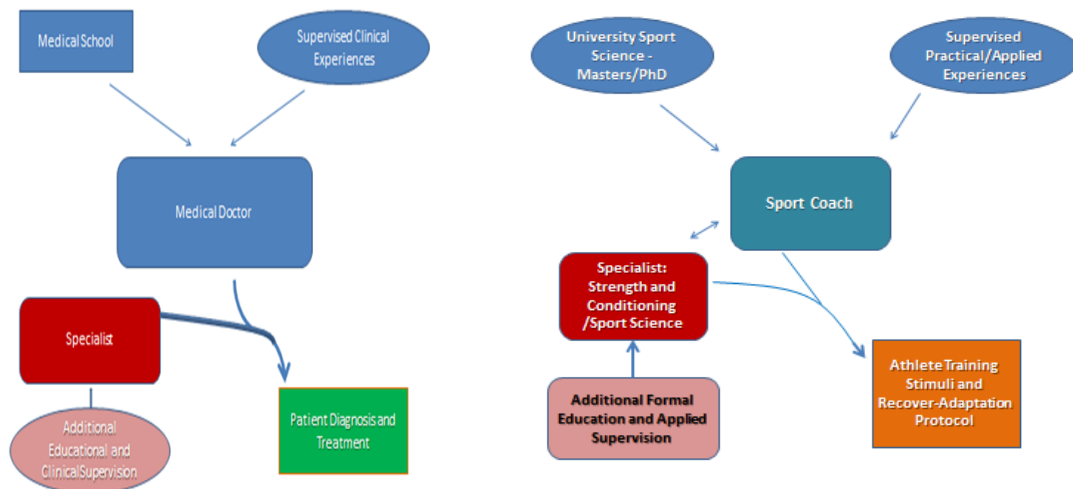 Medical School
Supervised Clinical
Experiences
Medical Doctor
Specialist
Additional
Educational and
Clinical Supervision
Patient Diagnosis and
Treatment
University Sport
Science -
Masters/PhD
Supervised
Practical/Applied
Experiences
Sport Coach
Specialist:
Strength and
Conditioning
/Sport Science
Additional Formal
Education and Applied
Supervision
Athlete Training
Stimuli and
Recover-Adaptation
Protocol